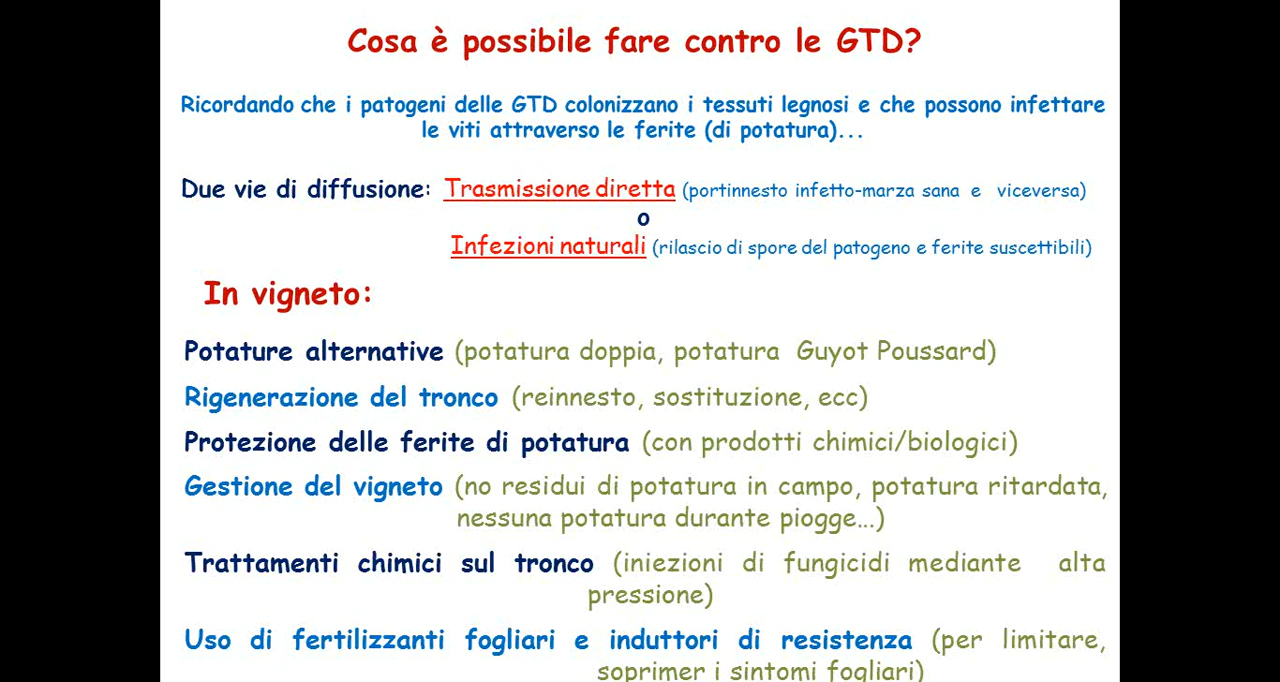 Cosa è possibile fare contro le GTD?
Ricordando che i patogeni delle GTD colonizzano i tessuti legnosi e che possono infettare
le viti attraverso le ferite (di potatura)...
Due vie di diffusione: Trasmissione diretta (portinnesto infetto-marza sana e viceversa)
o
Infezioni naturali (rilascio di spore del patogeno e ferite suscettibili)
In vigneto:
Potature alternative (potatura doppia, potatura Guyot Poussard)
Rigenerazione del tronco (reinnesto, sostituzione, ecc)
Protezione delle ferite di potatura (con prodotti chimici/biologici)
Gestione del vigneto (no residui di potatura in campo, potatura ritardata,
nessuna potatura durante piogge...)
Trattamenti chimici sul tronco (iniezioni di fungicidi mediante alta
pressione)
Uso di fertilizzanti fogliari e induttori di resistenza (per limitare,
soprimer i sintomi fogliari)